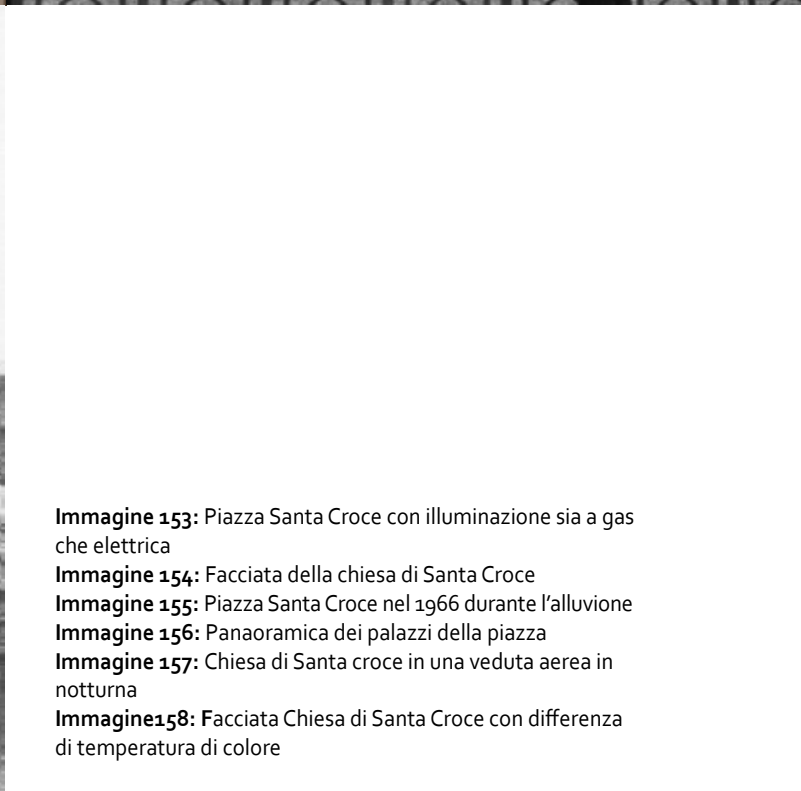 Immagine 153: Piazza Santa Croce con illuminazione sia a gas
che elettrica
Immagine 154: Facciata della chiesa di Santa Croce
Immagine 155: Piazza Santa Croce nel 1966 durante l’alluvione
Immagine 156: Panaoramica dei palazzi della piazza
Immagine 157: Chiesa di Santa croce in una veduta aerea in
notturna
Immagine158: Facciata Chiesa di Santa Croce con differenza
di temperatura di colore